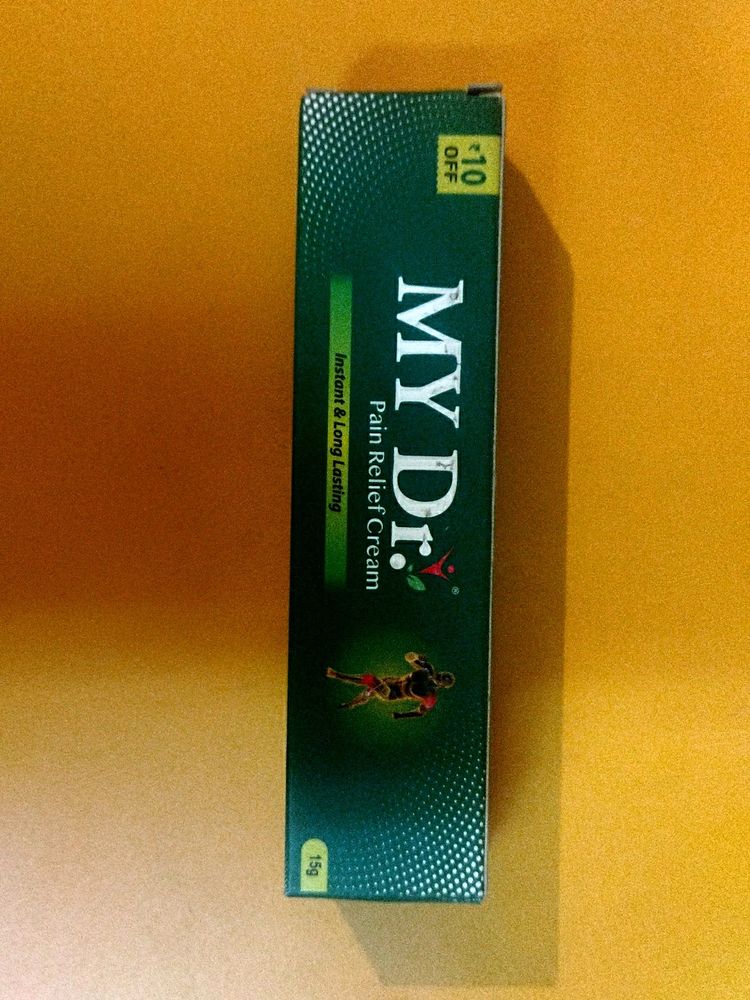 ₹10
OFF
MY Dr.
®
Pain Relief Cream
Instant & Long Lasting
15g